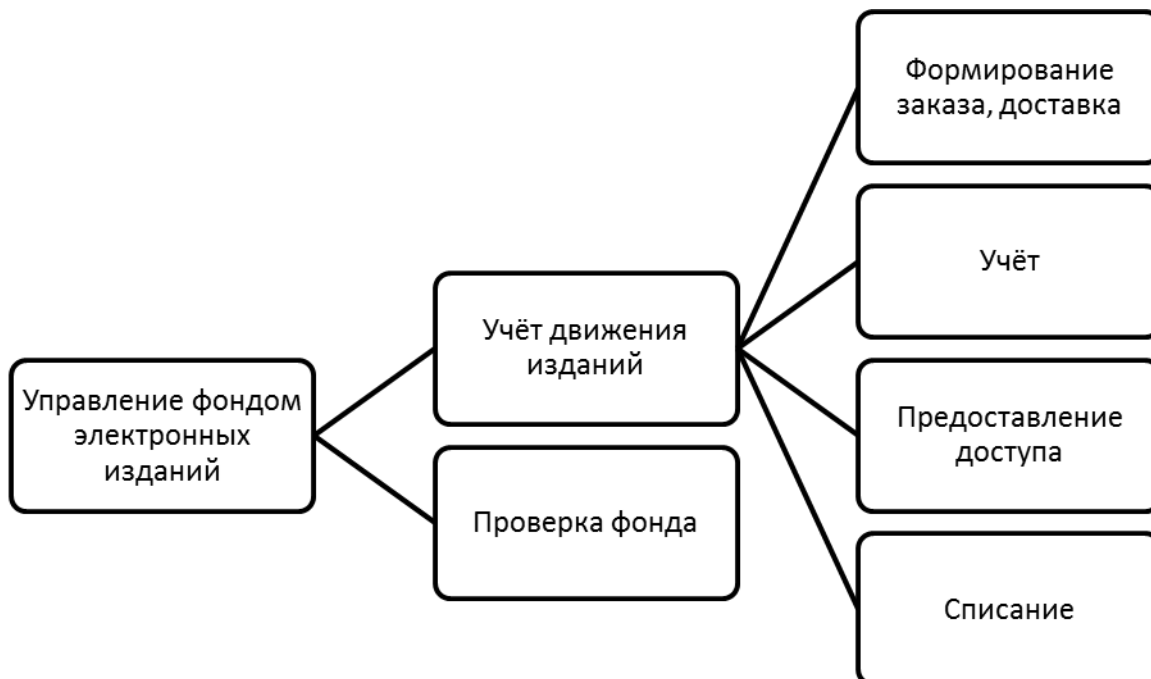 Формирование
заказа, доставка
Учёт
Учёт движения
изданий
Управление фондом
электронных
изданий
Предоставление
доступа
Проверка фонда
Списание